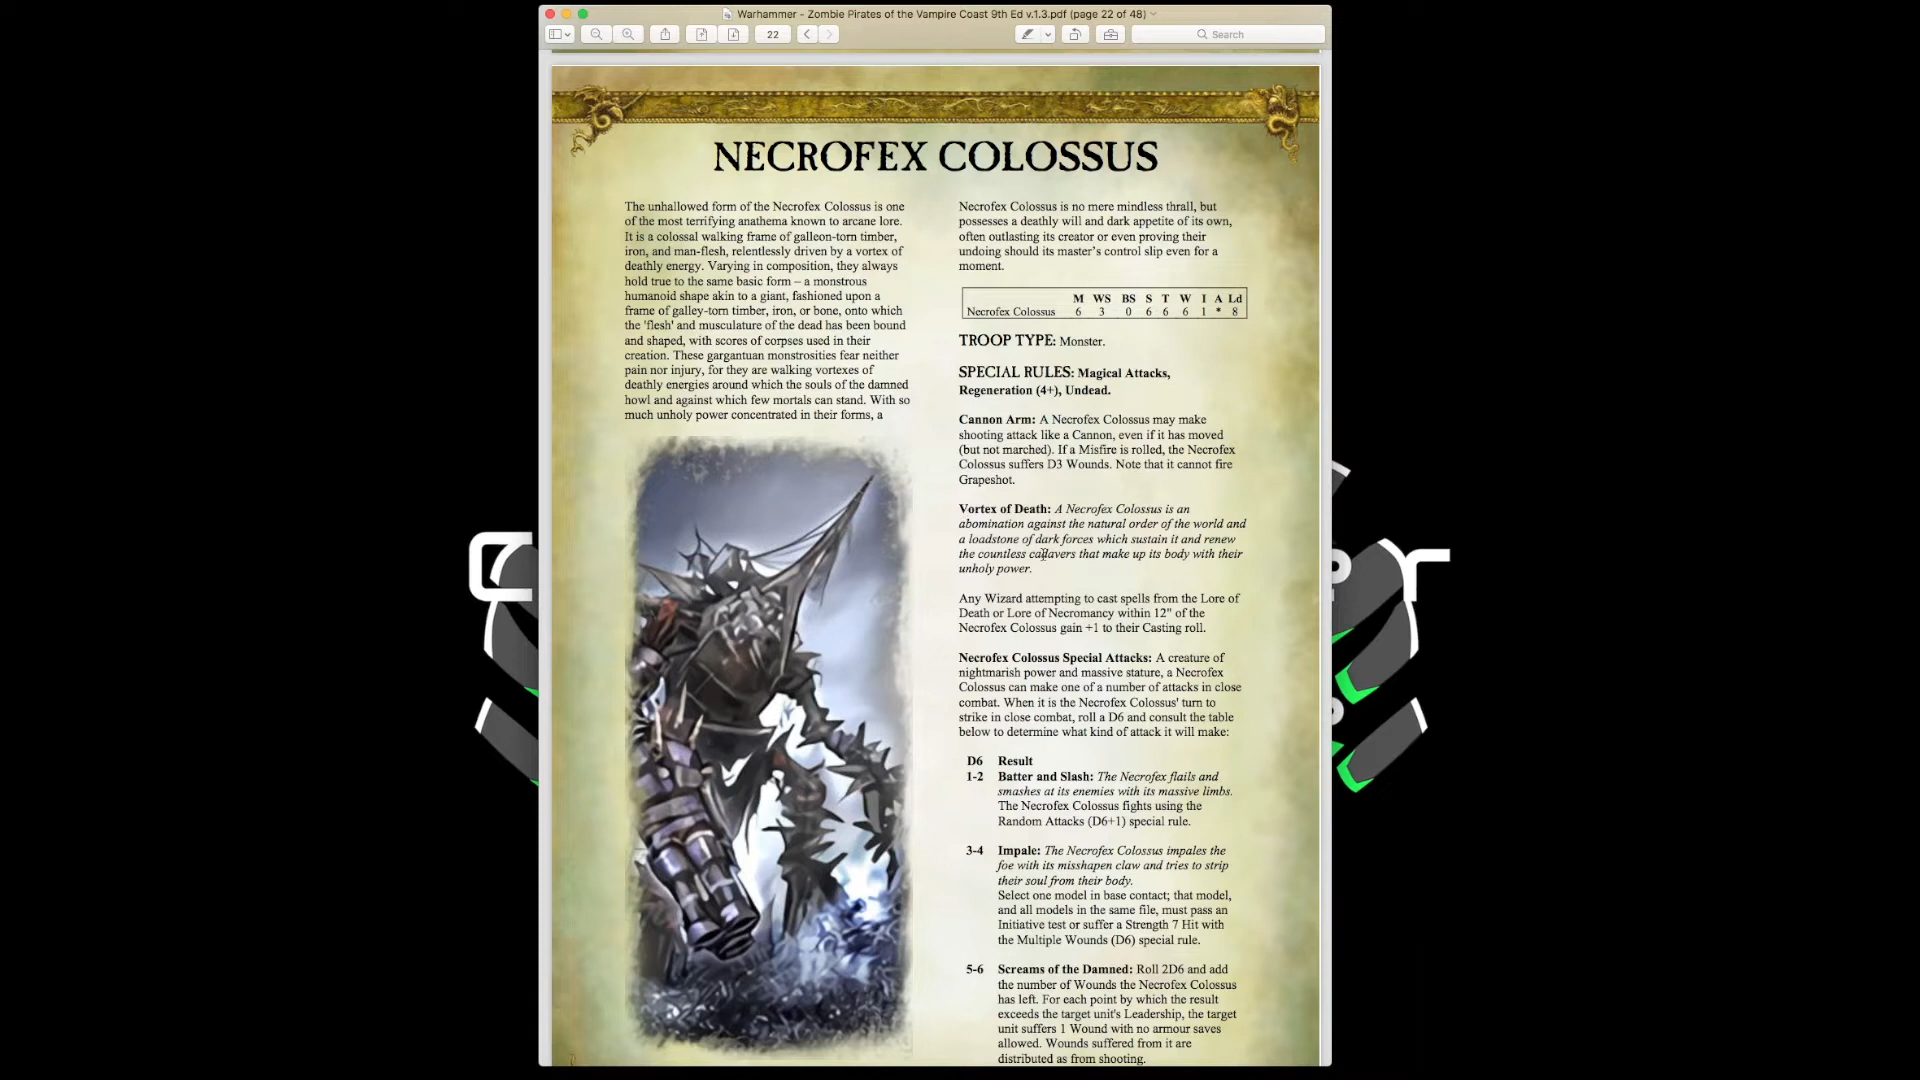 Warhammer - Zombie Pirates of the Vampire Coast 9th Ed v.1.3.pdf (page 22 of 48)
22
Search
NECROFEX COLOSSUS
The unhallowed form of the Necrofex Colossus is one
of the most terrifying anathema known to arcane lore.
It is a colossal walking frame of galleon-torn timber,
iron, and man-flesh, relentlessly driven by a vortex of
deathly energy. Varying in composition, they always
hold true to the same basic form – a monstrous
humanoid shape akin to a giant, fashioned upon a
frame of galley-torn timber, iron, or bone, onto which
the 'flesh' and musculature of the dead has been bound
and shaped, with scores of corpses used in their
creation. These gargantuan monstrosities fear neither
pain nor injury, for they are walking vortexes of
deathly energies around which the souls of the damned
howl and against which few mortals can stand. With so
much unholy power concentrated in their forms, a
Necrofex Colossus is no mere mindless thrall, but
possesses a deathly will and dark appetite of its own,
often outlasting its creator or even proving their
undoing should its master's control slip even for a
moment.
M WS BS S T W I A Ld
Necrofex Colossus 6 3 0 6 6 6 1 * 8
TROOP TYPE: Monster.
SPECIAL RULES: Magical Attacks,
Regeneration (4+), Undead.
Cannon Arm: A Necrofex Colossus may make
shooting attack like a Cannon, even if it has moved
(but not marched). If a Misfire is rolled, the Necrofex
Colossus suffers D3 Wounds. Note that it cannot fire
Grapeshot.
Vortex of Death: A Necrofex Colossus is an
abomination against the natural order of the world and
a loadstone of dark forces which sustain it and renew
the countless cadavers that make up its body with their
unholy power.
Any Wizard attempting to cast spells from the Lore of
Death or Lore of Necromancy within 12" of the
Necrofex Colossus gain +1 to their Casting roll.
Necrofex Colossus Special Attacks: A creature of
nightmarish power and massive stature, a Necrofex
Colossus can make one of a number of attacks in close
combat. When it is the Necrofex Colossus' turn to
strike in close combat, roll a D6 and consult the table
below to determine what kind of attack it will make:
D6 Result
1-2 Batter and Slash: The Necrofex flails and
smashes at its enemies with its massive limbs.
The Necrofex Colossus fights using the
Random Attacks (D6+1) special rule.
3-4 Impale: The Necrofex Colossus impales the
foe with its misshapen claw and tries to strip
their soul from their body.
Select one model in base contact; that model,
and all models in the same file, must pass an
Initiative test or suffer a Strength 7 Hit with
the Multiple Wounds (D6) special rule.
5-6 Screams of the Damned: Roll 2D6 and add
the number of Wounds the Necrofex Colossus
has left. For each point by which the result
exceeds the target unit's Leadership, the target
unit suffers 1 Wound with no armour saves
allowed. Wounds suffered from it are
distributed as from shooting.